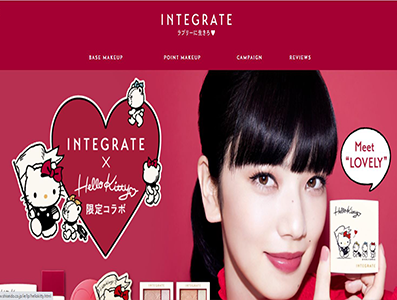 INTEGRATE
ラブリーに生きろ♥
BASE MAKEUP
POINT MAKEUP
CAMPAIGN
REVIEWS
INTEGRATE
×
Hello Kitty
限定コラボ
Meet
"LOVELY"
Hello Kitty
INTEGRATE